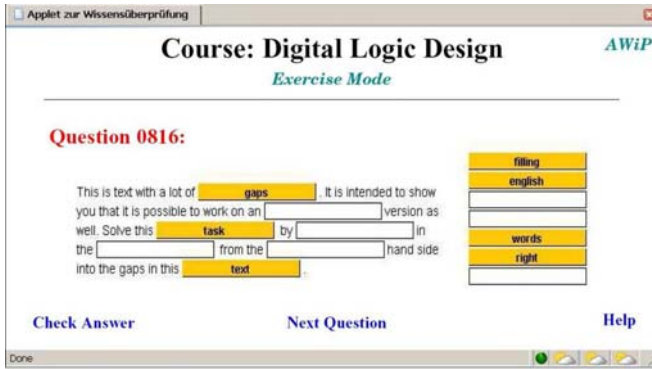 Applet zur Wissensüberprüfung
Course: Digital Logic Design
AWiP
Exercise Mode
Question 0816:
This is text with a lot of gaps . It is intended to show
you that it is possible to work on an version as
well. Solve this task by in
the from the hand side
into the gaps in this text .
filling
english
words
right
Check Answer
Next Question
Help
Done